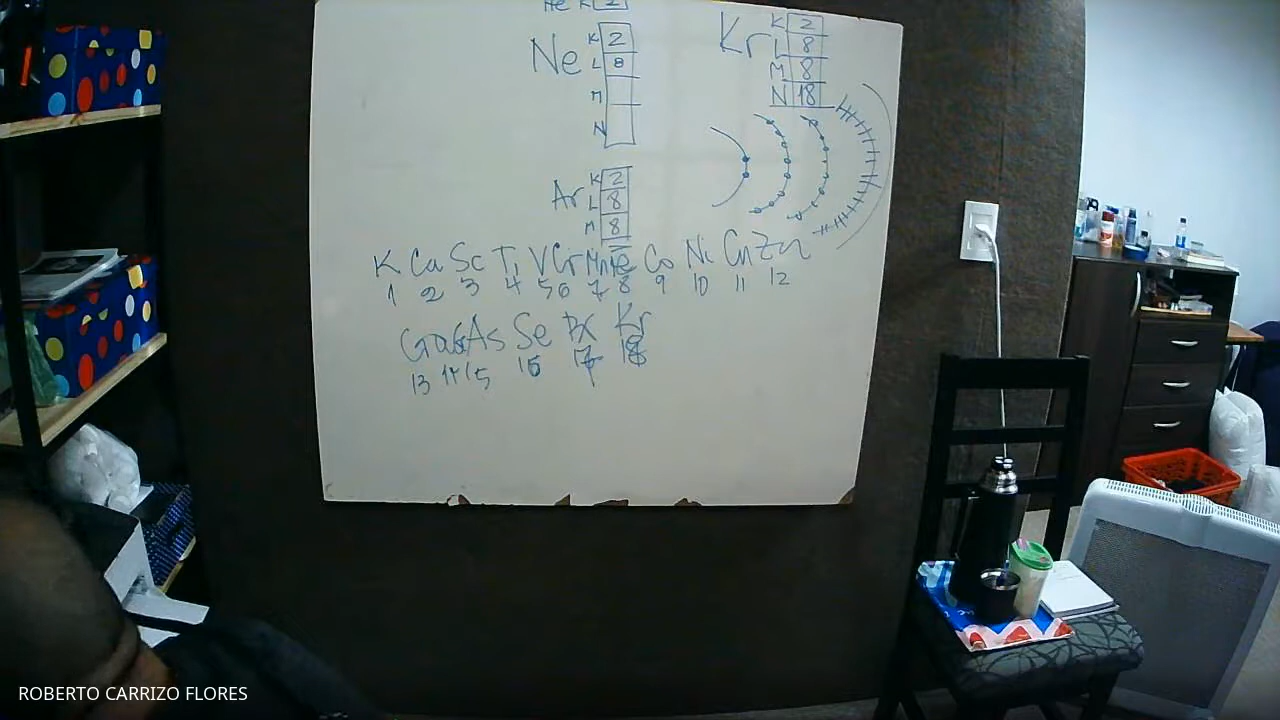 He K 2
Ne K 2
L 8
M
N
Ar K 2
L 8
M 8
Kr K 2
L 8
M 8
N 18
K Ca Sc Ti V Cr Mn Fe Co Ni Cu Zn
1 2 3 4 5 6 7 8 9 10 11 12
Ga G As Se Br Kr
13 14 15 16 17 18
ROBERTO CARRIZO FLORES